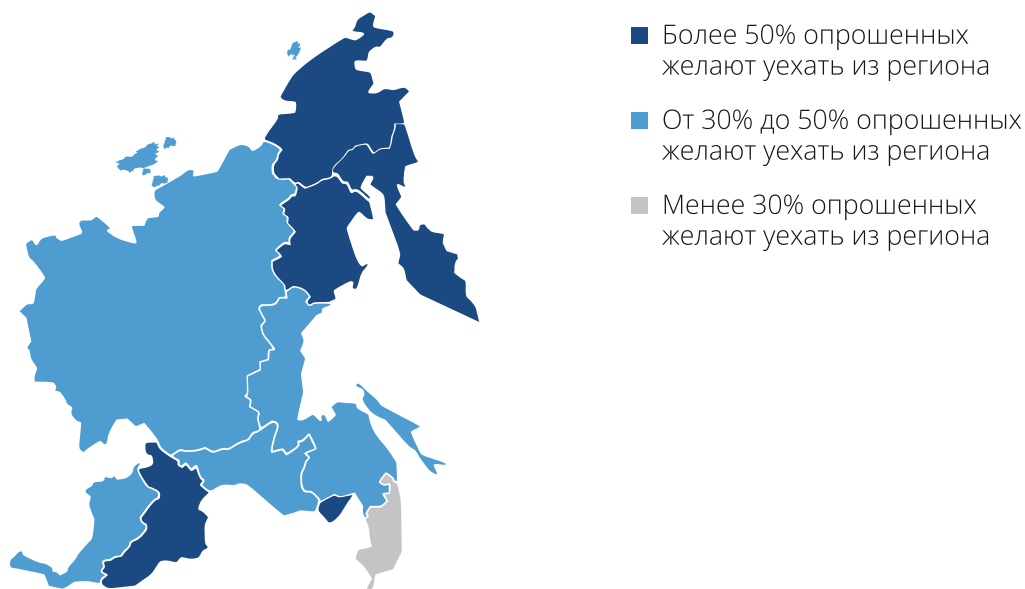 Более 50% опрошенных
желают уехать из региона
От 30% до 50% опрошенных
желают уехать из региона
Менее 30% опрошенных
желают уехать из региона